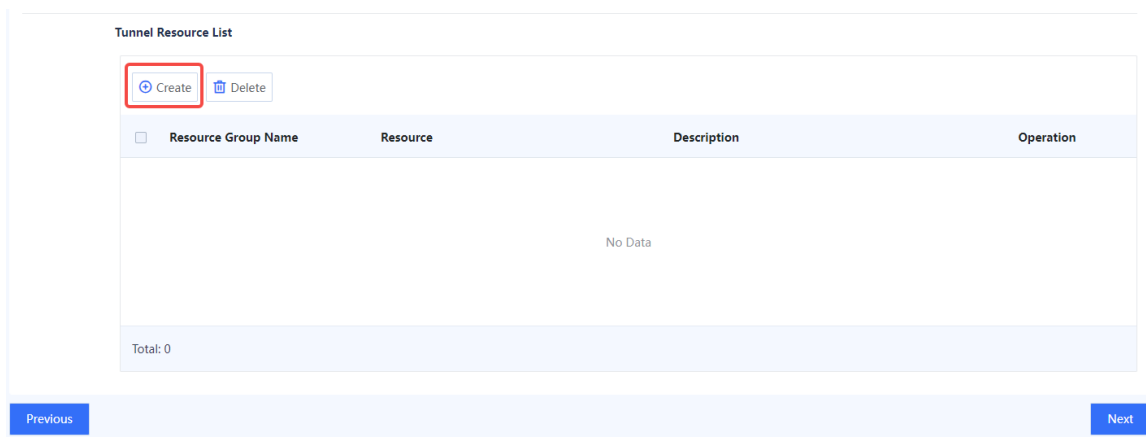 Tunnel Resource List
Create Delete
Resource Group Name Resource Description Operation
No Data
Total: 0
Previous Next